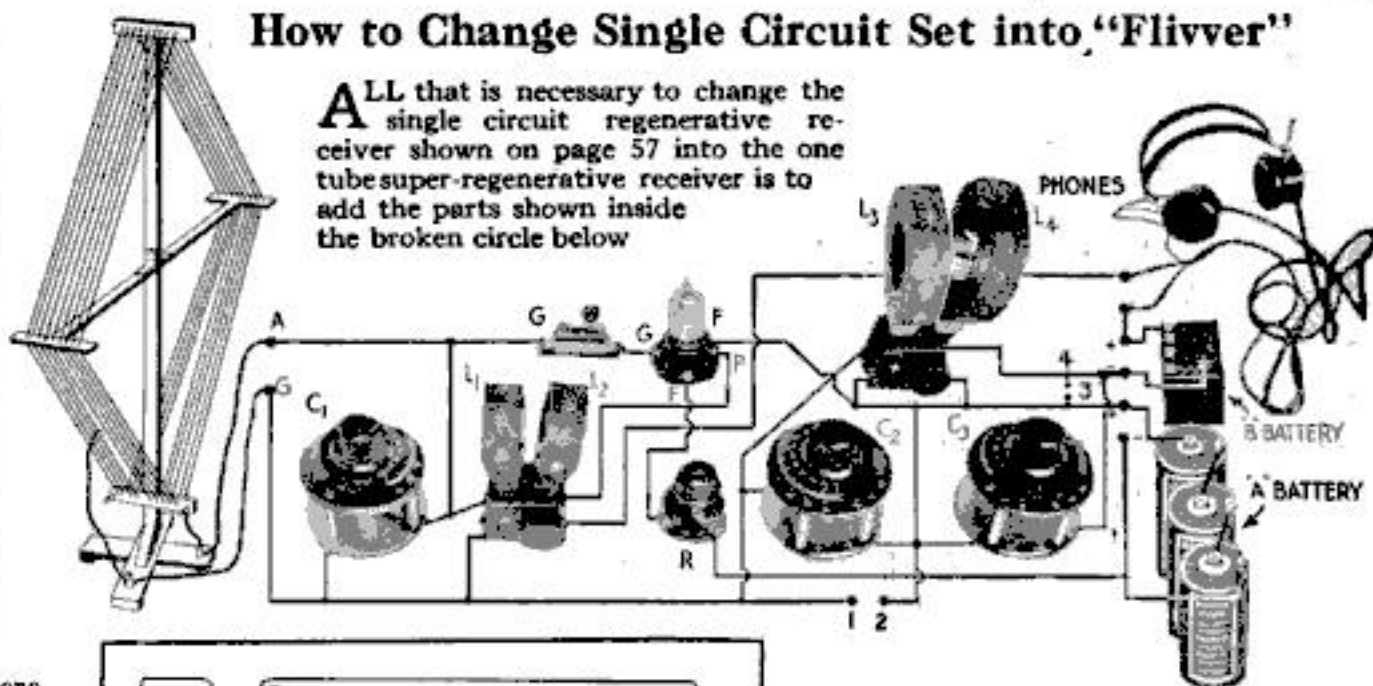 How to Change Single Circuit Set into "Flivver"
ALL that is necessary to change the
single circuit regenerative re-
ceiver shown on page 57 into the one
tube super-regenerative receiver is to
add the parts shown inside
the broken circle below
PHONES
L3
L4
A
G
G
G
F
P
F
L1
L2
C1
C2
C3
4
3
R
1 2
"B" BATTERY
"A" BATTERY